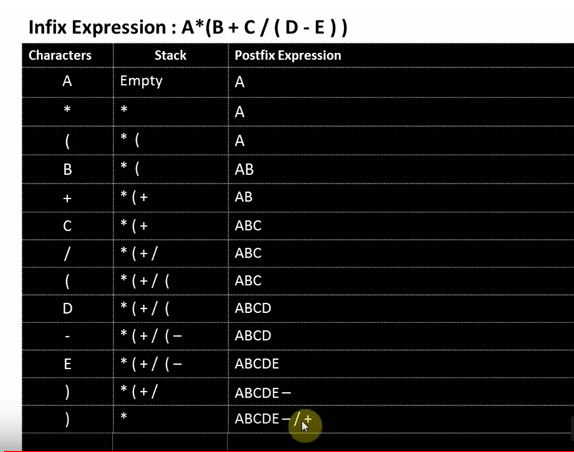 Infix Expression : A*(B + C / ( D - E ) )
Characters Stack Postfix Expression
A Empty A
* * A
( * ( A
B * ( AB
+ * ( + AB
C * ( + ABC
/ * ( + / ABC
( * ( + / ( ABC
D * ( + / ( ABCD
- * ( + / ( – ABCD
E * ( + / ( – ABCDE
) * ( + / ABCDE –
) * ABCDE – / +